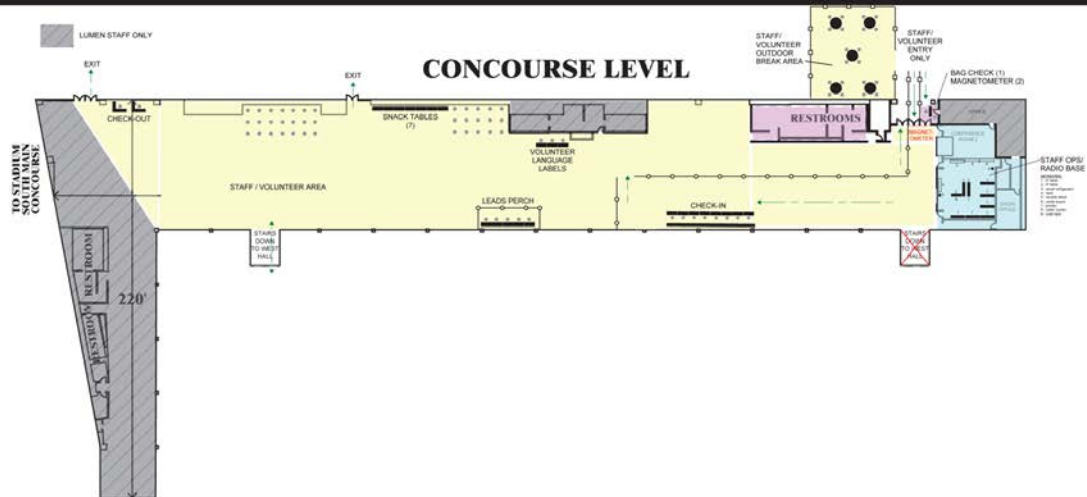 LUMEN STAFF ONLY
CONCOURSE LEVEL
EXIT
EXIT
STAFF/
VOLUNTEER
OUTDOOR
BREAK AREA
STAFF/
VOLUNTEER
ENTRY
ONLY
BAG CHECK (1)
MAGNETOMETER (2)
CHECK-OUT
SNACK TABLES
(7)
RESTROOMS
MAGNET-
OMETER
CONFERENCE
VOLUNTEER
LANGUAGE
LABELS
STAFF OPS/
RADIO BASE
TO STADIUM
SOUTH MAIN
CONCOURSE
STAFF / VOLUNTEER AREA
LEADS PERCH
CHECK-IN
STAIRS
DOWN
TO WEST
HALL
STAIRS
DOWN
TO WEST
HALL
RESTROOM
RESTROOM
220'